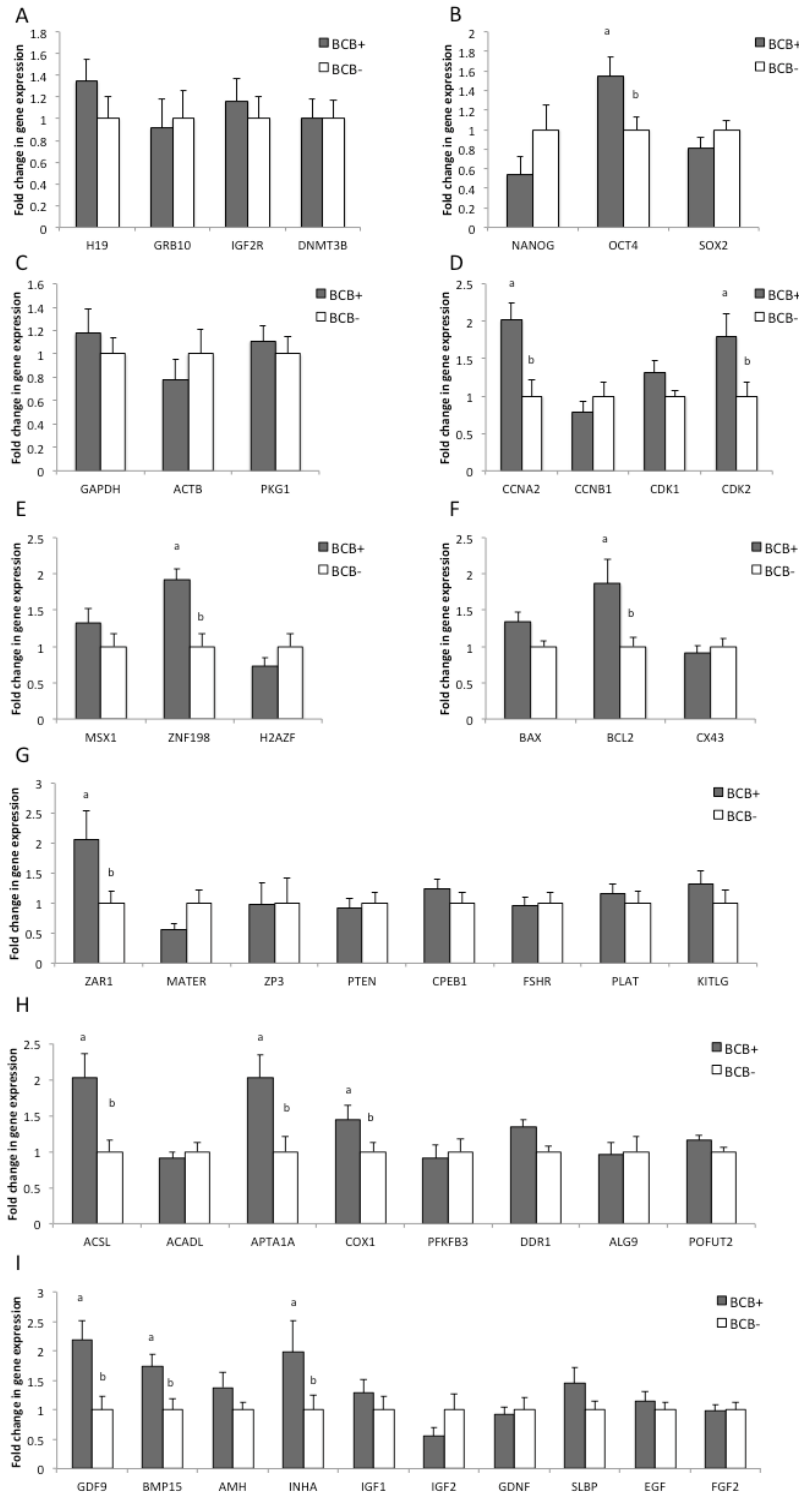 A
Fold change in gene expression
1.8
1.6
1.4
1.2
1
0.8
0.6
0.4
0.2
0
BCB+
BCB-
H19 GRB10 IGF2R DNMT3B
B
Fold change in gene expression
2
1.8
1.6
1.4
1.2
1
0.8
0.6
0.4
0.2
0
a
b
BCB+
BCB-
NANOG OCT4 SOX2
C
Fold change in gene expression
1.6
1.4
1.2
1
0.8
0.6
0.4
0.2
0
BCB+
BCB-
GAPDH ACTB PKG1
D
Fold change in gene expression
2.5
2
1.5
1
0.5
0
a
b
a
b
BCB+
BCB-
CCNA2 CCNB1 CDK1 CDK2
E
Fold change in gene expression
2.5
2
1.5
1
0.5
0
a
b
BCB+
BCB-
MSX1 ZNF198 H2AZF
F
Fold change in gene expression
2.5
2
1.5
1
0.5
0
a
b
BCB+
BCB-
BAX BCL2 CX43
G
Fold change in gene expression
3
2.5
2
1.5
1
0.5
0
a
b
BCB+
BCB-
ZAR1 MATER ZP3 PTEN CPEB1 FSHR PLAT KITLG
H
Fold change in gene expression
2.5
2
1.5
1
0.5
0
a
b
a
b
a
b
BCB+
BCB-
ACSL ACADL APTA1A COX1 PFKFB3 DDR1 ALG9 POFUT2
I
Fold change in gene expression
3
2.5
2
1.5
1
0.5
0
a
b
a
b
a
b
BCB+
BCB-
GDF9 BMP15 AMH INHA IGF1 IGF2 GDNF SLBP EGF FGF2